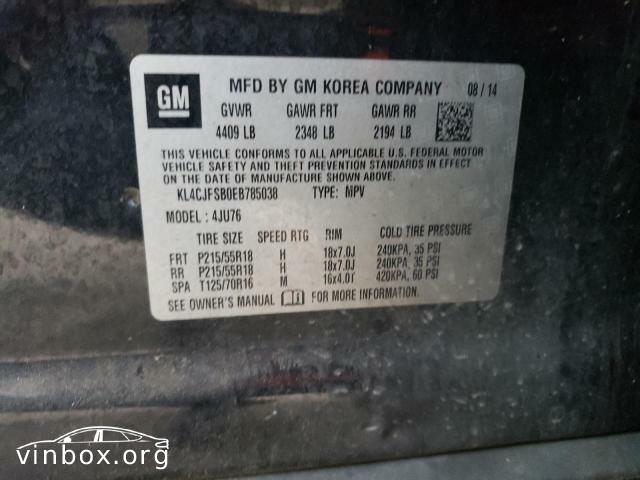 GM
MFD BY GM KOREA COMPANY 08 / 14
GVWR GAWR FRT GAWR RR
4409 LB 2348 LB 2194 LB
THIS VEHICLE CONFORMS TO ALL APPLICABLE U.S. FEDERAL MOTOR
VEHICLE SAFETY AND THEFT PREVENTION STANDARDS IN EFFECT
ON THE DATE OF MANUFACTURE SHOWN ABOVE.
KL4CJFSB0EB785038 TYPE: MPV
MODEL : 4JU76
TIRE SIZE SPEED RTG RIM COLD TIRE PRESSURE
FRT P215/55R18 H 18x7.0J 240KPA, 35 PSI
RR P215/55R18 H 18x7.0J 240KPA, 35 PSI
SPA T125/70R16 M 16x4.0T 420KPA, 60 PSI
SEE OWNER'S MANUAL FOR MORE INFORMATION.
vinbox.org